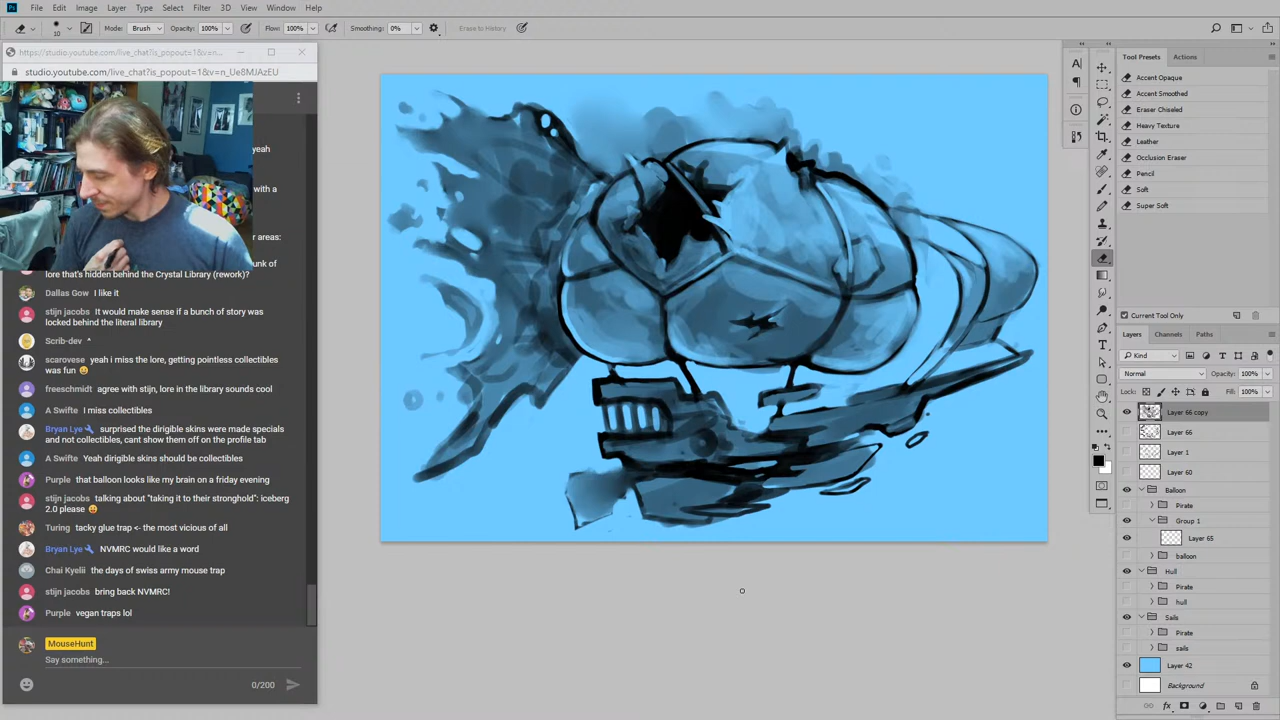 File Edit Image Layer Type Select Filter 3D View Window Help
10 Mode: Brush Opacity: 100% Flow: 100% Smoothing: 0% Erase to History
https://studio.youtube.com/live_chat?is_popout=1&v=n_...
studio.youtube.com/live_chat?is_popout=1&v=n_Ue8MJAzEU
yeah
with a
r areas:
unk of
lore that's hidden behind the Crystal Library (rework)?
Dallas Gow I like it
stijn jacobs It would make sense if a bunch of story was
locked behind the literal library
Scrib-dev ^
scarovese yeah i miss the lore, getting pointless collectibles
was fun
freeschmidt agree with stijn, lore in the library sounds cool
A Swifte I miss collectibles
Bryan Lye surprised the dirigible skins were made specials
and not collectibles, cant show them off on the profile tab
A Swifte Yeah dirigible skins should be collectibles
Purple that balloon looks like my brain on a friday evening
stijn jacobs talking about "taking it to their stronghold": iceberg
2.0 please
Turing tacky glue trap <- the most vicious of all
Bryan Lye NVMRC would like a word
Chai Kyelii the days of swiss army mouse trap
stijn jacobs bring back NVMRC!
Purple vegan traps lol
MouseHunt
Say something...
0/200
Tool Presets Actions
Accent Opaque
Accent Smoothed
Eraser Chiseled
Heavy Texture
Leather
Occlusion Eraser
Pencil
Soft
Super Soft
Current Tool Only
Layers Channels Paths
Kind
Normal Opacity: 100%
Lock: Fill: 100%
Layer 66 copy
Layer 66
Layer 1
Layer 60
Balloon
Pirate
Group 1
Layer 65
balloon
Hull
Pirate
hull
Sails
Pirate
sails
Layer 42
Background